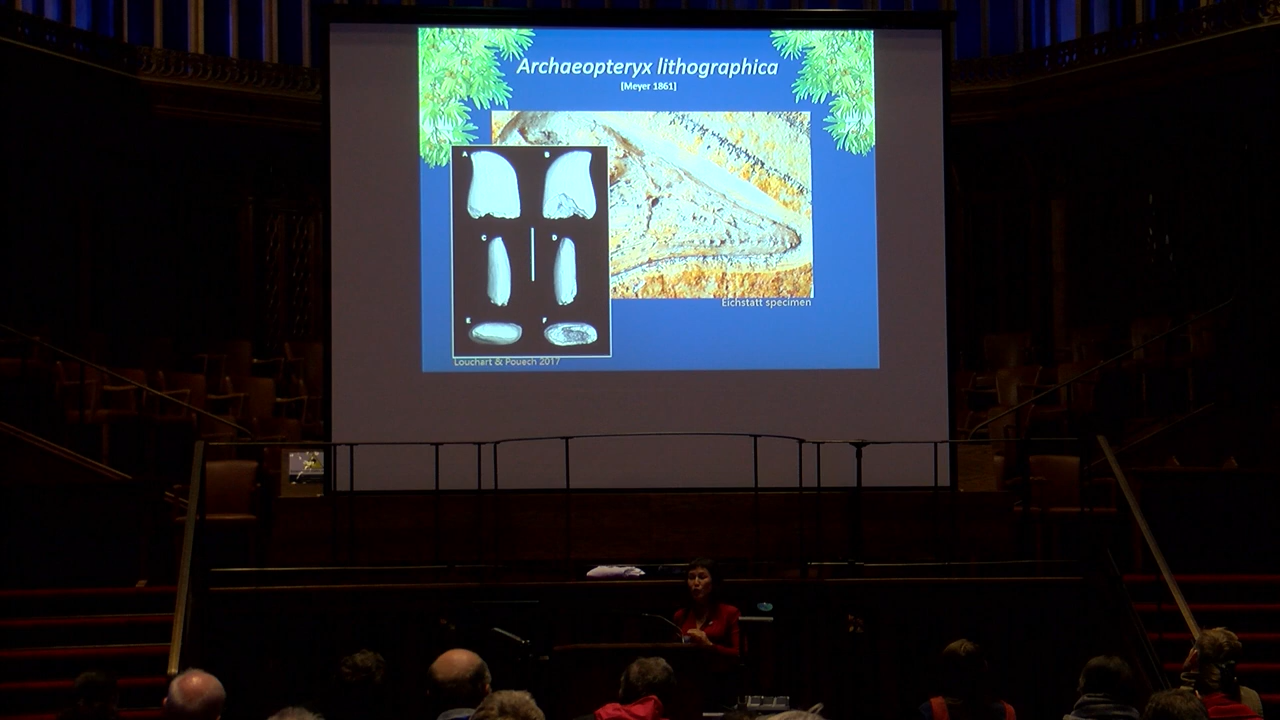 Archaeopteryx lithographica
[Meyer 1861]
A B
C D
E F
Eichstatt specimen
Louchart & Pouech 2017